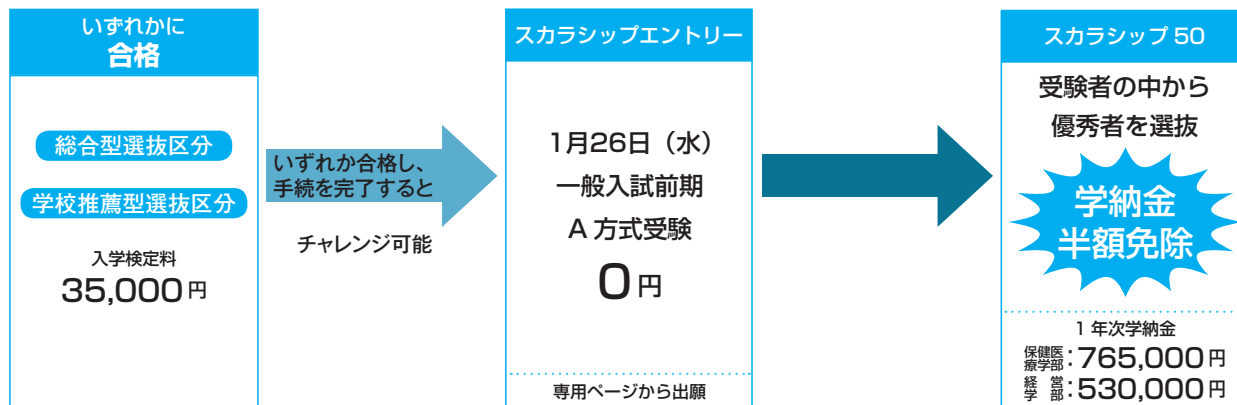 いずれかに
合格
総合型選抜区分
学校推薦型選抜区分
入学検定料
35,000円
いずれか合格し、
手続を完了すると
チャレンジ可能
スカラシップエントリー
1月26日（水）
一般入試前期
A 方式受験
0円
専用ページから出願
スカラシップ 50
受験者の中から
優秀者を選抜
学納金
半額免除
1 年次学納金
保健医療学部：765,000円
経営学部：530,000円